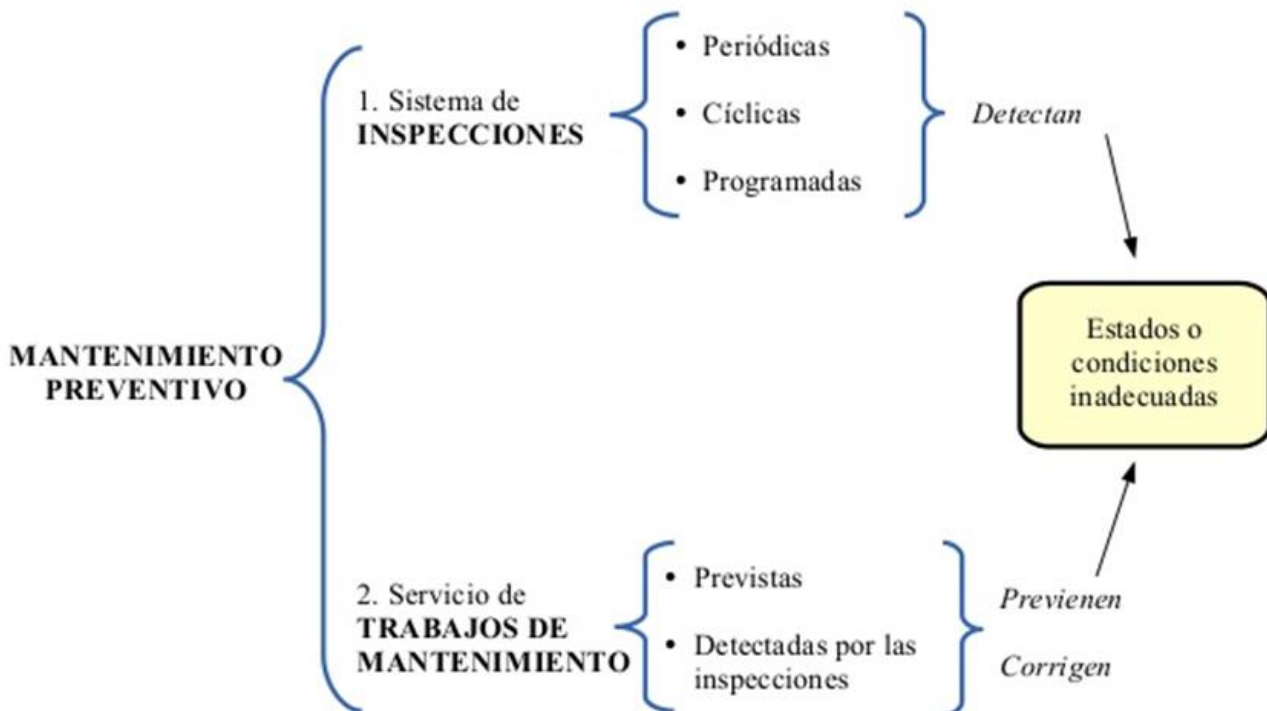 MANTENIMIENTO
PREVENTIVO
1. Sistema de
INSPECCIONES
• Periódicas
• Cíclicas
• Programadas
Detectan
Estados o
condiciones
inadecuadas
2. Servicio de
TRABAJOS DE
MANTENIMIENTO
• Previstas
• Detectadas por las
inspecciones
Previenen
Corrigen